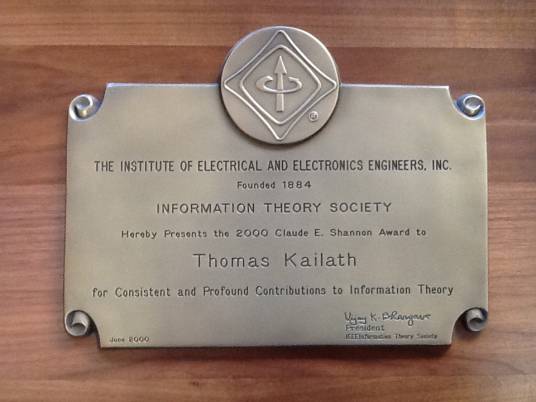 THE INSTITUTE OF ELECTRICAL AND ELECTRONICS ENGINEERS, INC.
Founded 1884
INFORMATION THEORY SOCIETY
Hereby Presents the 2000 Claude E. Shannon Award to
Thomas Kailath
for Consistent and Profound Contributions to Information Theory
Vijay K. Bhargava
President
IEEE Information Theory Society
June 2000